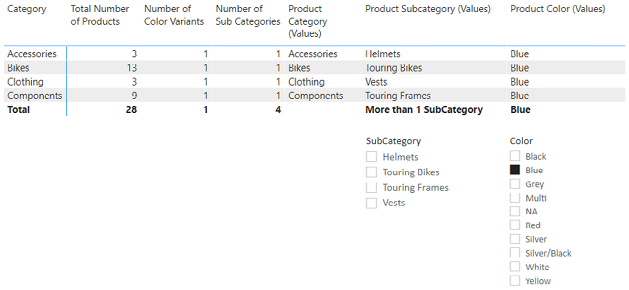 Category Total Number of Products Number of Color Variants Number of Sub Categories Product Category (Values) Product Subcategory (Values) Product Color (Values)
Accessories 3 1 1 Accessories Helmets Blue
Bikes 13 1 1 Bikes Touring Bikes Blue
Clothing 3 1 1 Clothing Vests Blue
Components 9 1 1 Components Touring Frames Blue
Total 28 1 4 More than 1 SubCategory Blue
SubCategory
Helmets
Touring Bikes
Touring Frames
Vests
Color
Black
Blue
Grey
Multi
NA
Red
Silver
Silver/Black
White
Yellow